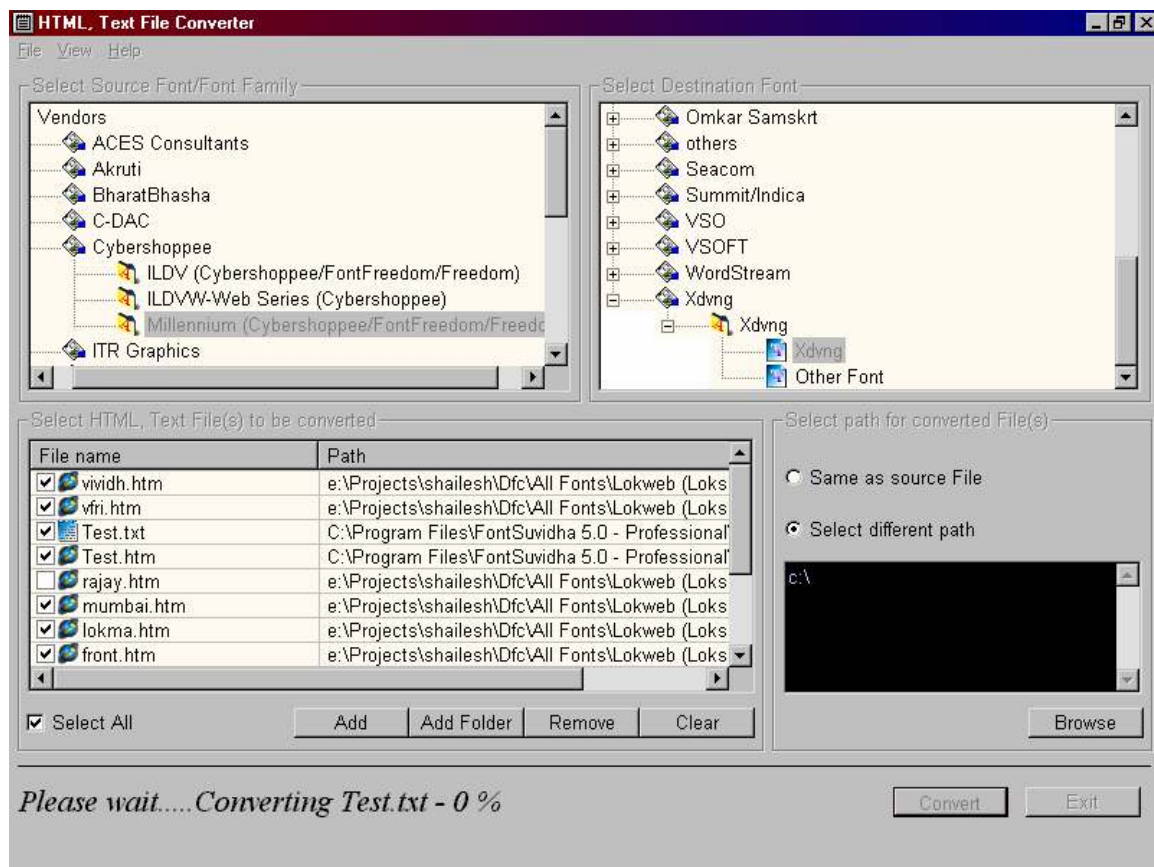 HTML, Text File Converter
File View Help
Select Source Font/Font Family
Vendors
ACES Consultants
Akruti
BharatBhasha
C-DAC
Cybershoppee
ILDV (Cybershoppee/FontFreedom/Freedom)
ILDVW-Web Series (Cybershoppee)
Millennium (Cybershoppee/FontFreedom/Freedo
ITR Graphics
Select Destination Font
Omkar Samskrt
others
Seacom
Summit/Indica
VSO
VSOFT
WordStream
Xdvng
Xdvng
Xdvng
Other Font
Select HTML, Text File(s) to be converted
File name Path
vividh.htm e:\Projects\shailesh\Dfc\All Fonts\Lokweb (Loks
vfri.htm e:\Projects\shailesh\Dfc\All Fonts\Lokweb (Loks
Test.txt C:\Program Files\FontSuvidha 5.0 - Professional\
Test.htm C:\Program Files\FontSuvidha 5.0 - Professional\
rajay.htm e:\Projects\shailesh\Dfc\All Fonts\Lokweb (Loks
mumbai.htm e:\Projects\shailesh\Dfc\All Fonts\Lokweb (Loks
lokma.htm e:\Projects\shailesh\Dfc\All Fonts\Lokweb (Loks
front.htm e:\Projects\shailesh\Dfc\All Fonts\Lokweb (Loks
Select All Add Add Folder Remove Clear
Select path for converted File(s)
Same as source File
Select different path
c:\
Browse
Please wait.....Converting Test.txt - 0 %
Convert Exit